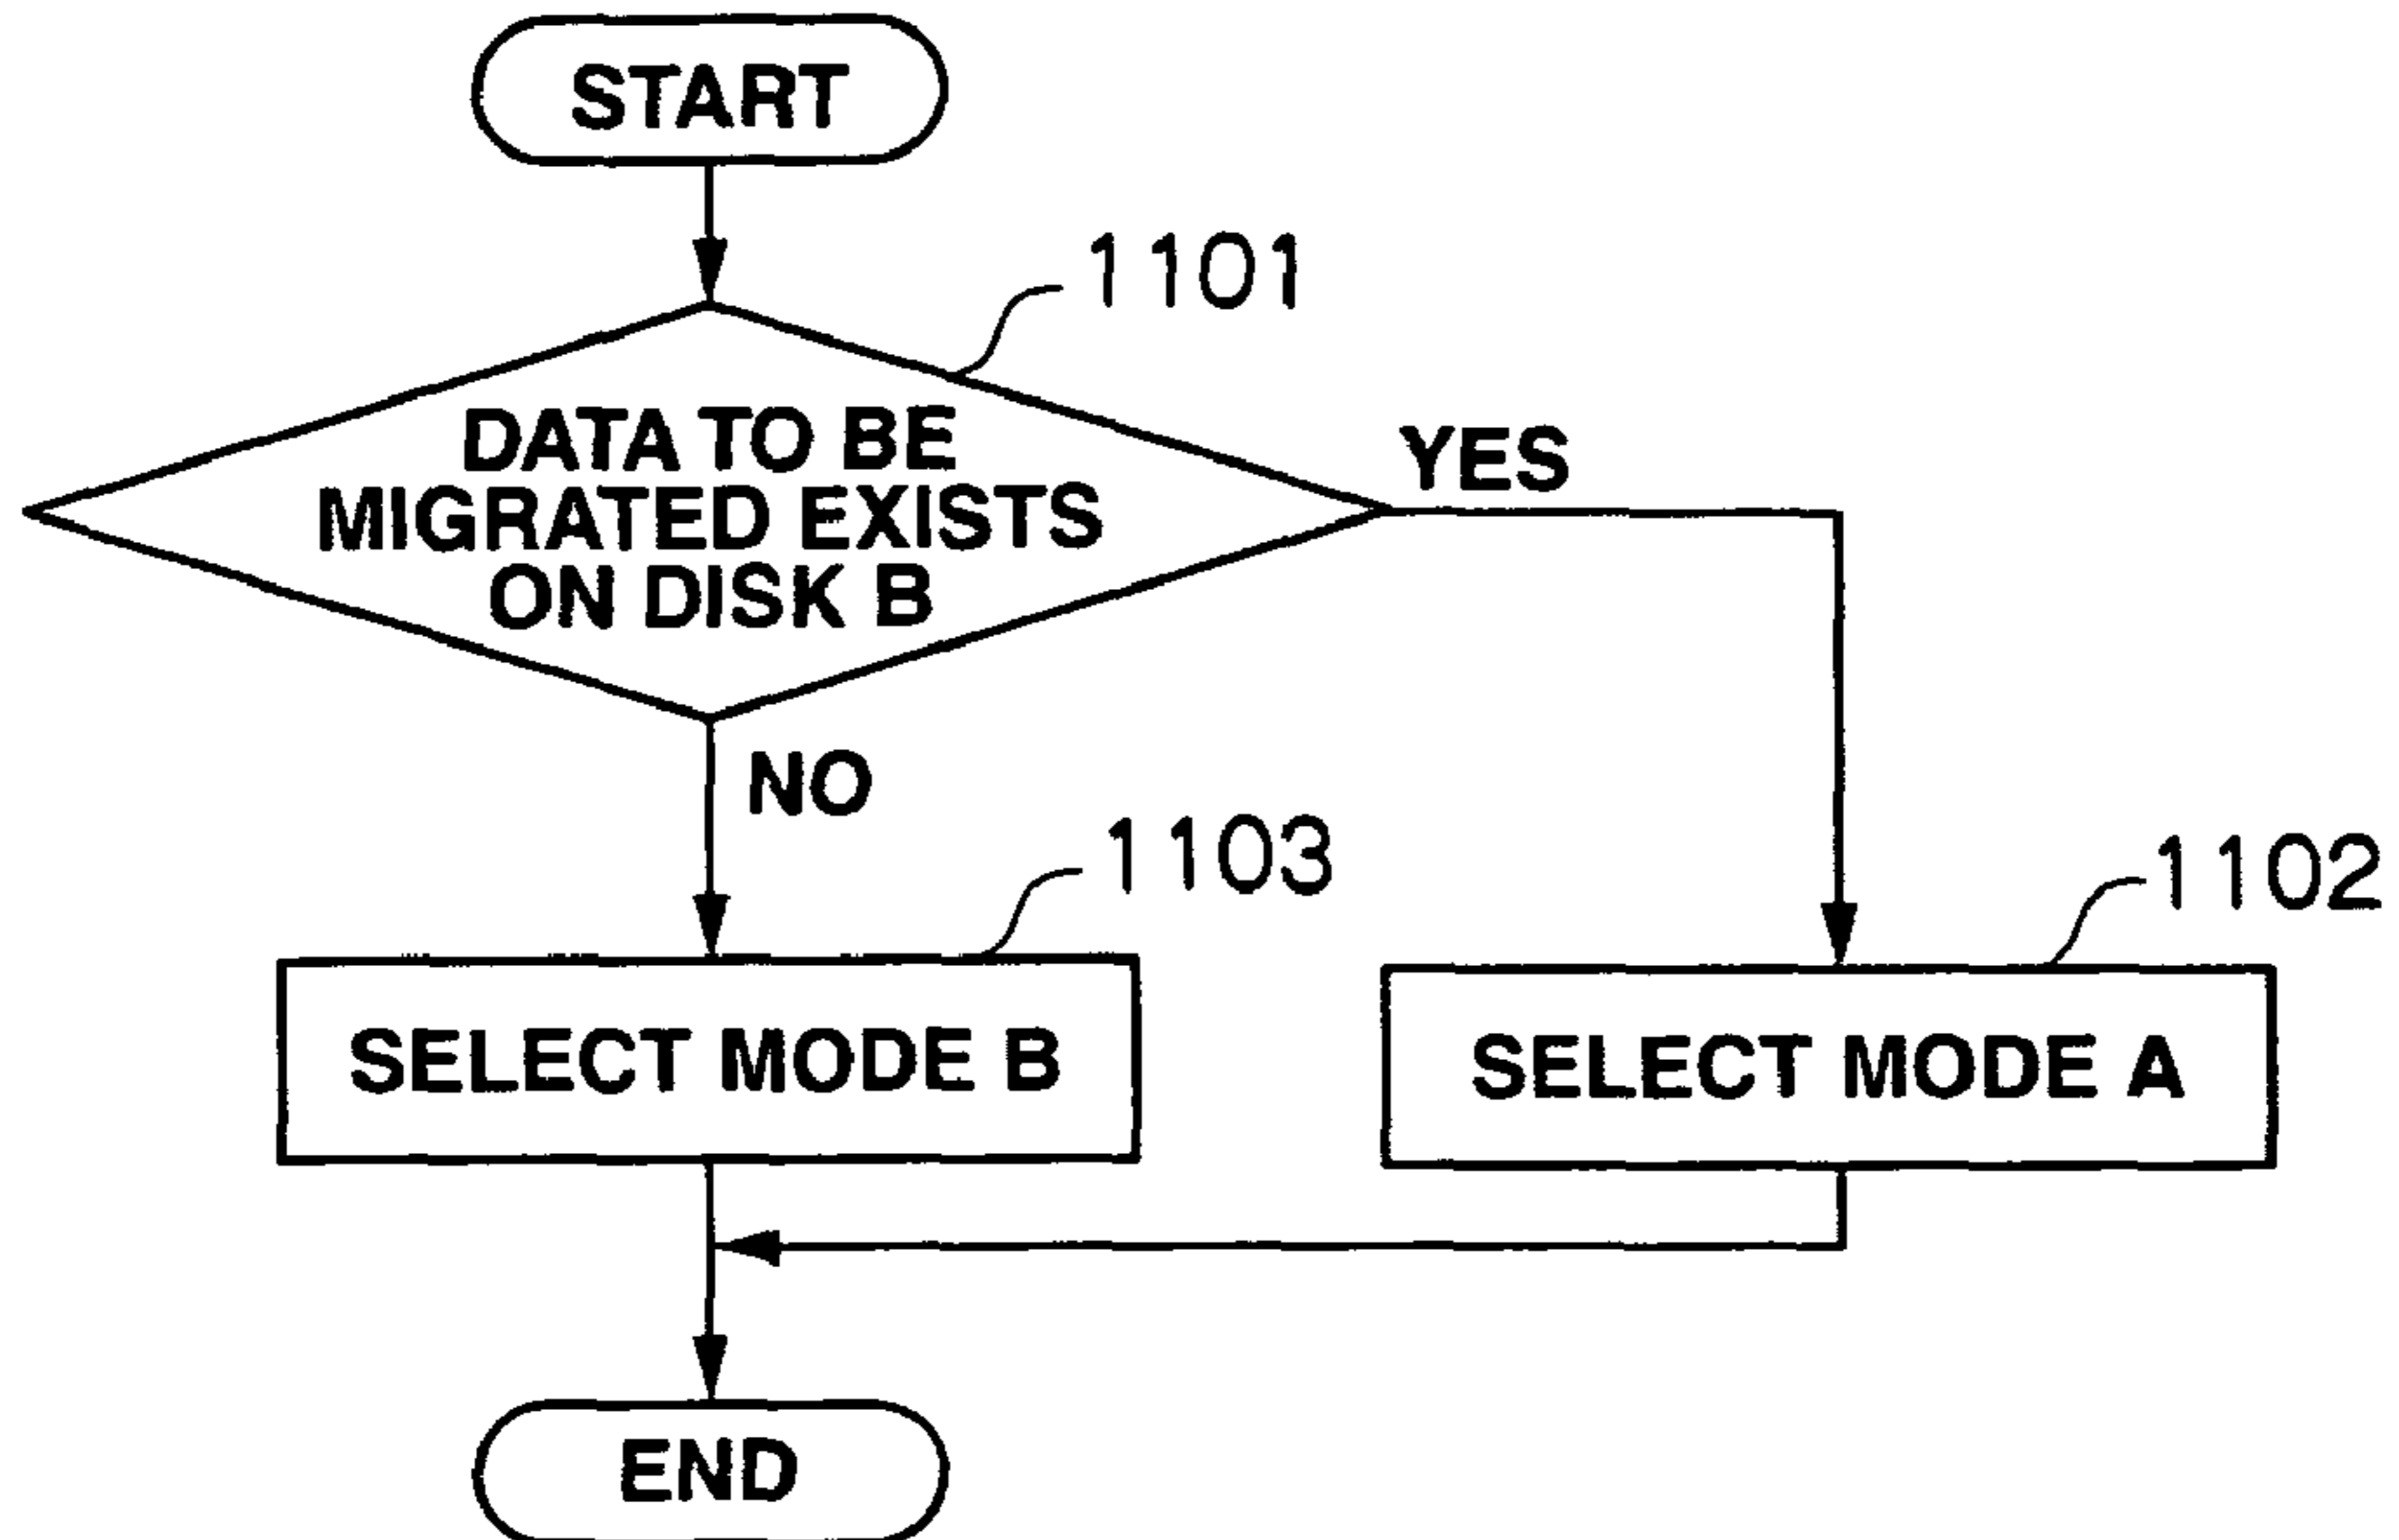 START
1101
DATA TO BE
MIGRATED EXISTS
ON DISK B
YES
NO
1103
1102
SELECT MODE B
SELECT MODE A
END